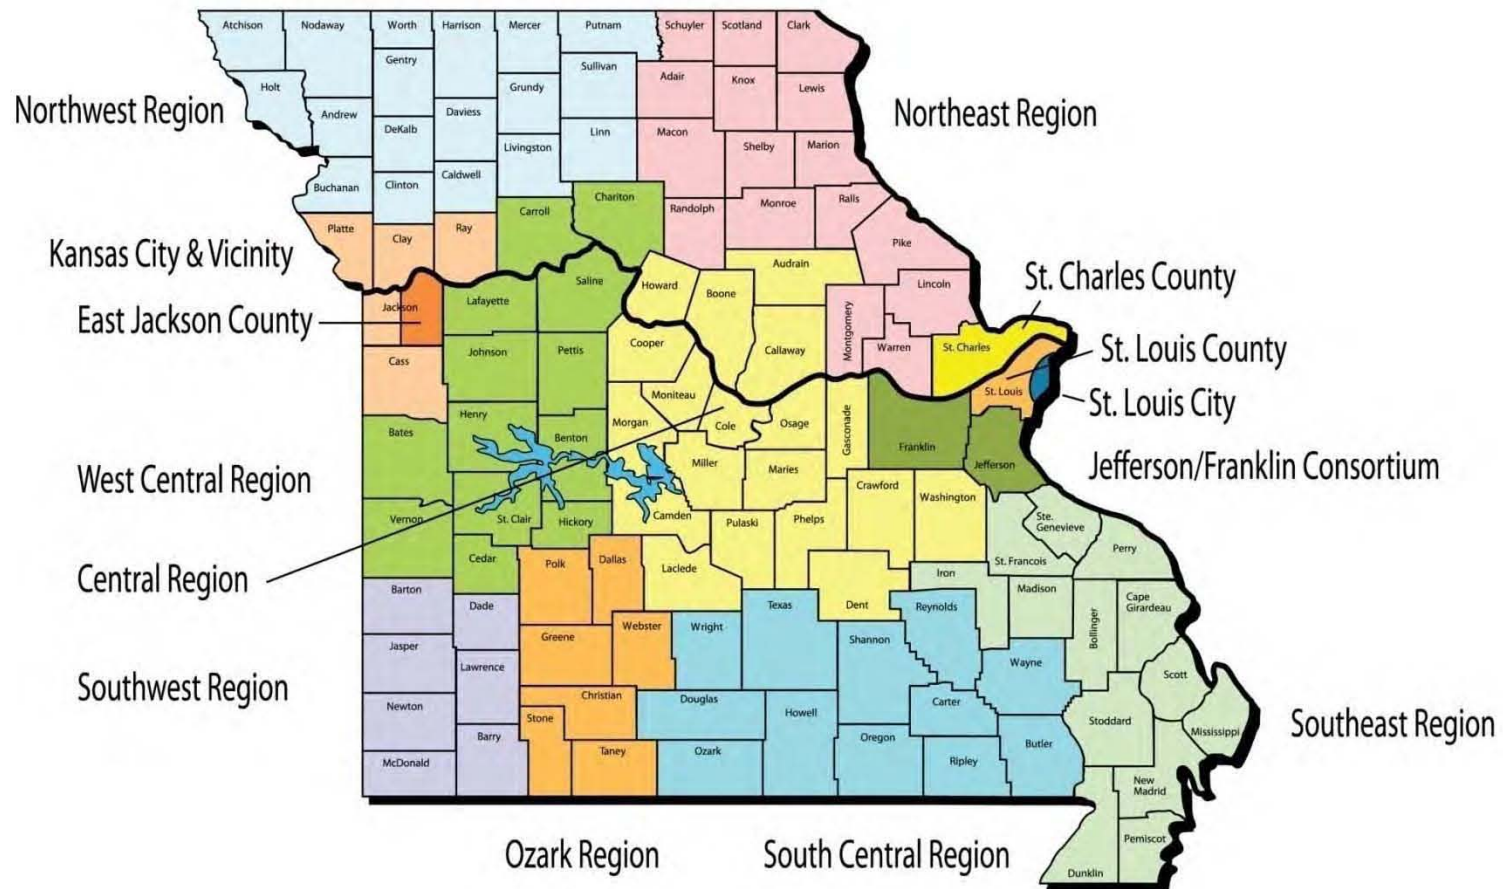 Atchison
Nodaway
Worth
Harrison
Mercer
Putnam
Schuyler
Scotland
Clark
Gentry
Sullivan
Adair
Knox
Holt
Grundy
Lewis
Northwest Region
Andrew
Daviess
Northeast Region
DeKalb
Linn
Macon
Livingston
Shelby
Marion
Buchanan
Clinton
Caldwell
Chariton
Carroll
Randolph
Monroe
Ralls
Platte
Clay
Ray
Pike
Kansas City & Vicinity
Audrain
St. Charles County
Saline
Howard
Boone
Lincoln
Jackson
Lafayette
East Jackson County
Montgomery
Cooper
Callaway
Warren
St. Charles
St. Louis County
Johnson
Pettis
Cass
St. Louis
St. Louis City
Moniteau
Henry
Morgan
Cole
Osage
Gasconade
Bates
Benton
Franklin
Jefferson
Jefferson/Franklin Consortium
Miller
Maries
West Central Region
Crawford
Washington
Vernon
St. Clair
Hickory
Camden
Pulaski
Phelps
Ste.
Genevieve
Perry
Cedar
Polk
Dallas
Laclede
St. Francois
Iron
Central Region
Barton
Madison
Dade
Texas
Dent
Reynolds
Bollinger
Cape
Girardeau
Greene
Webster
Wright
Shannon
Jasper
Lawrence
Wayne
Scott
Southwest Region
Christian
Douglas
Newton
Stone
Howell
Carter
Stoddard
Mississippi
Southeast Region
Barry
Taney
Ozark
Oregon
Butler
McDonald
Ripley
New
Madrid
Pemiscot
Ozark Region
South Central Region
Dunklin